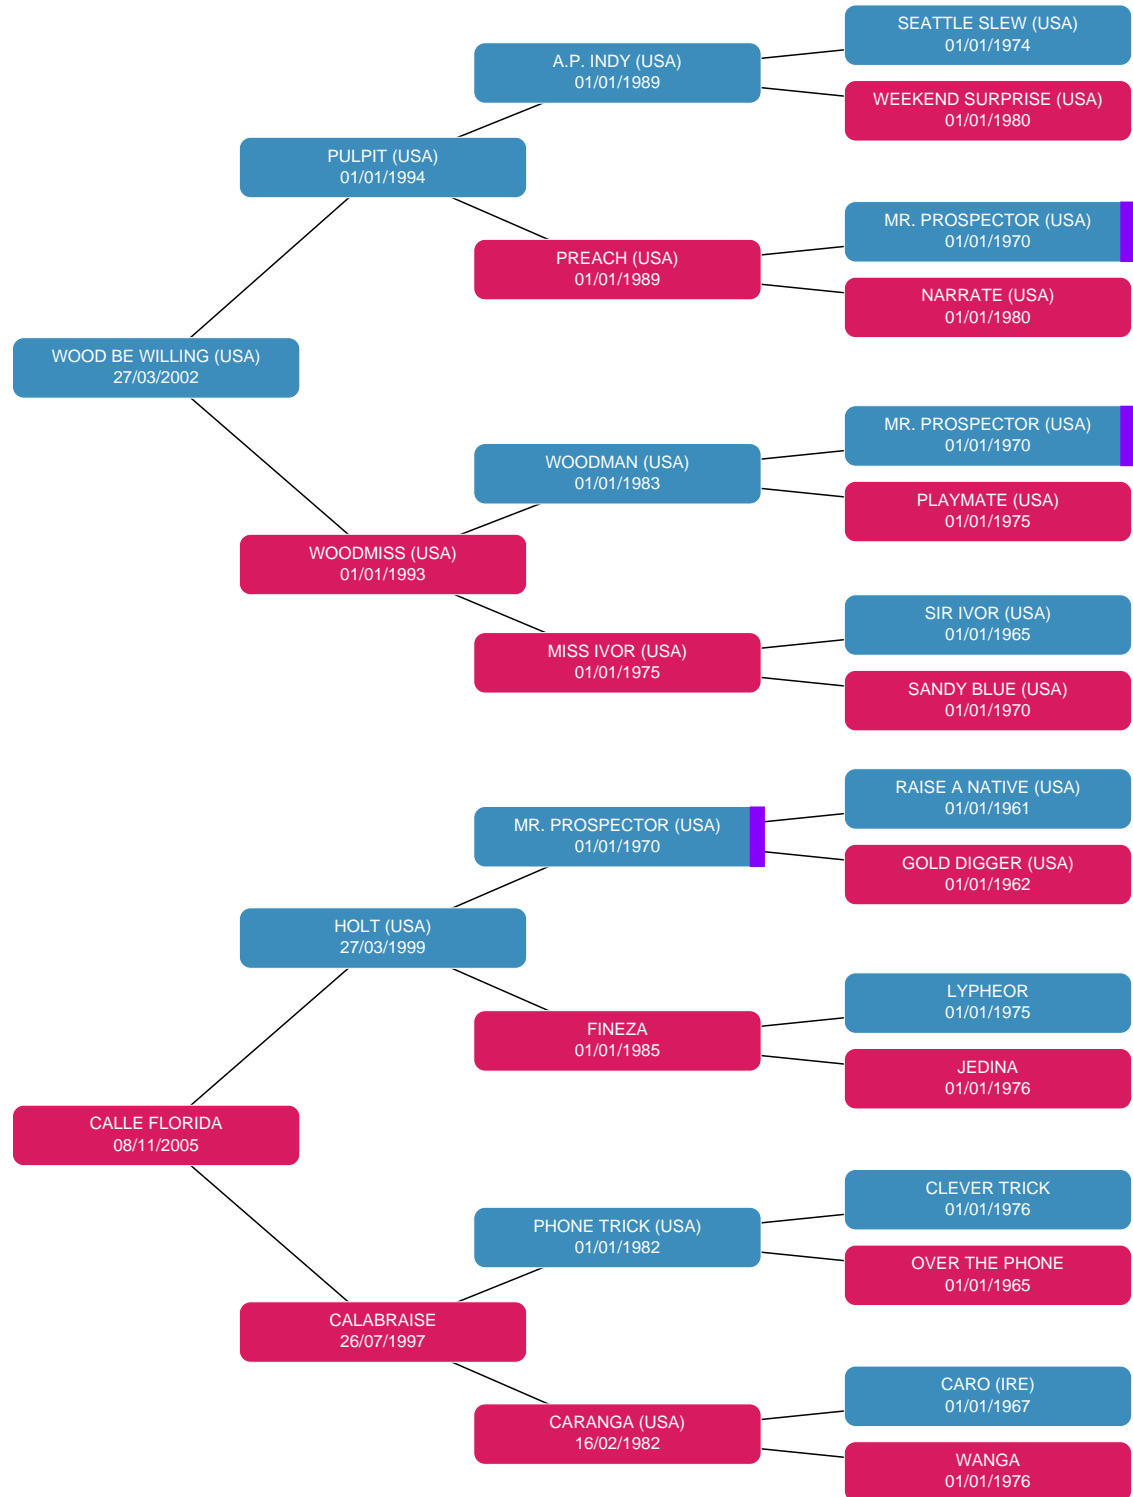 SEATTLE SLEW (USA)
01/01/1974
A.P. INDY (USA)
01/01/1989
WEEKEND SURPRISE (USA)
01/01/1980
PULPIT (USA)
01/01/1994
MR. PROSPECTOR (USA)
01/01/1970
PREACH (USA)
01/01/1989
NARRATE (USA)
01/01/1980
WOOD BE WILLING (USA)
27/03/2002
MR. PROSPECTOR (USA)
01/01/1970
WOODMAN (USA)
01/01/1983
PLAYMATE (USA)
01/01/1975
WOODMISS (USA)
01/01/1993
SIR IVOR (USA)
01/01/1965
MISS IVOR (USA)
01/01/1975
SANDY BLUE (USA)
01/01/1970
RAISE A NATIVE (USA)
01/01/1961
MR. PROSPECTOR (USA)
01/01/1970
GOLD DIGGER (USA)
01/01/1962
HOLT (USA)
27/03/1999
LYPHEOR
01/01/1975
FINEZA
01/01/1985
JEDINA
01/01/1976
CALLE FLORIDA
08/11/2005
CLEVER TRICK
01/01/1976
PHONE TRICK (USA)
01/01/1982
OVER THE PHONE
01/01/1965
CALABRAISE
26/07/1997
CARO (IRE)
01/01/1967
CARANGA (USA)
16/02/1982
WANGA
01/01/1976